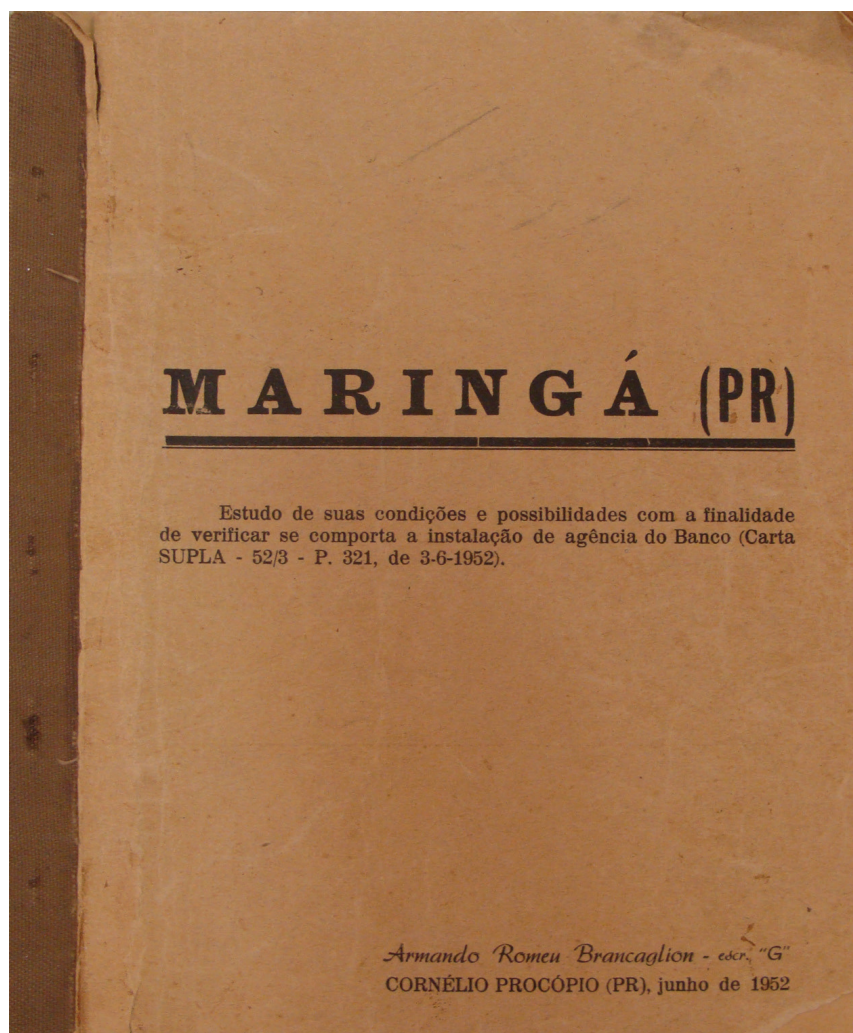 MARINGÁ (PR)
Estudo de suas condições e possibilidades com a finalidade
de verificar se comporta a instalação de agência do Banco (Carta
SUPLA - 52/3 - P. 321, de 3-6-1952).
Armando Romeu Brancaglion - escr. "G"
CORNÉLIO PROCÓPIO (PR), junho de 1952